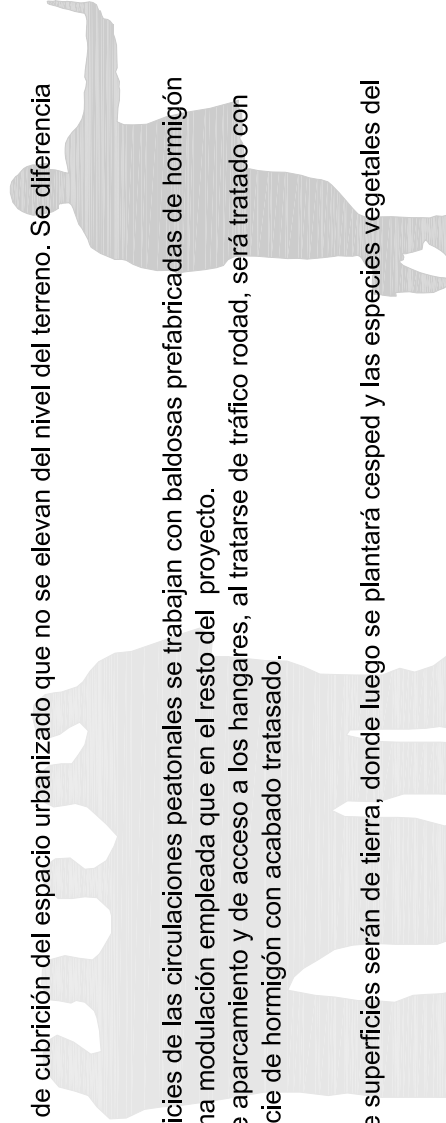 de cubrición del espacio urbanizado que no se elevan del nivel del terreno. Se diferencia
icies de las circulaciones peatonales se trabajan con baldosas prefabricadas de hormigón
na modulación empleada que en el resto del proyecto.
e aparcamiento y de acceso a los hangares, al tratarse de tráfico rodad, será tratado con
cie de hormigón con acabado tratasado.
e superficies serán de tierra, donde luego se plantará cesped y las especies vegetales del